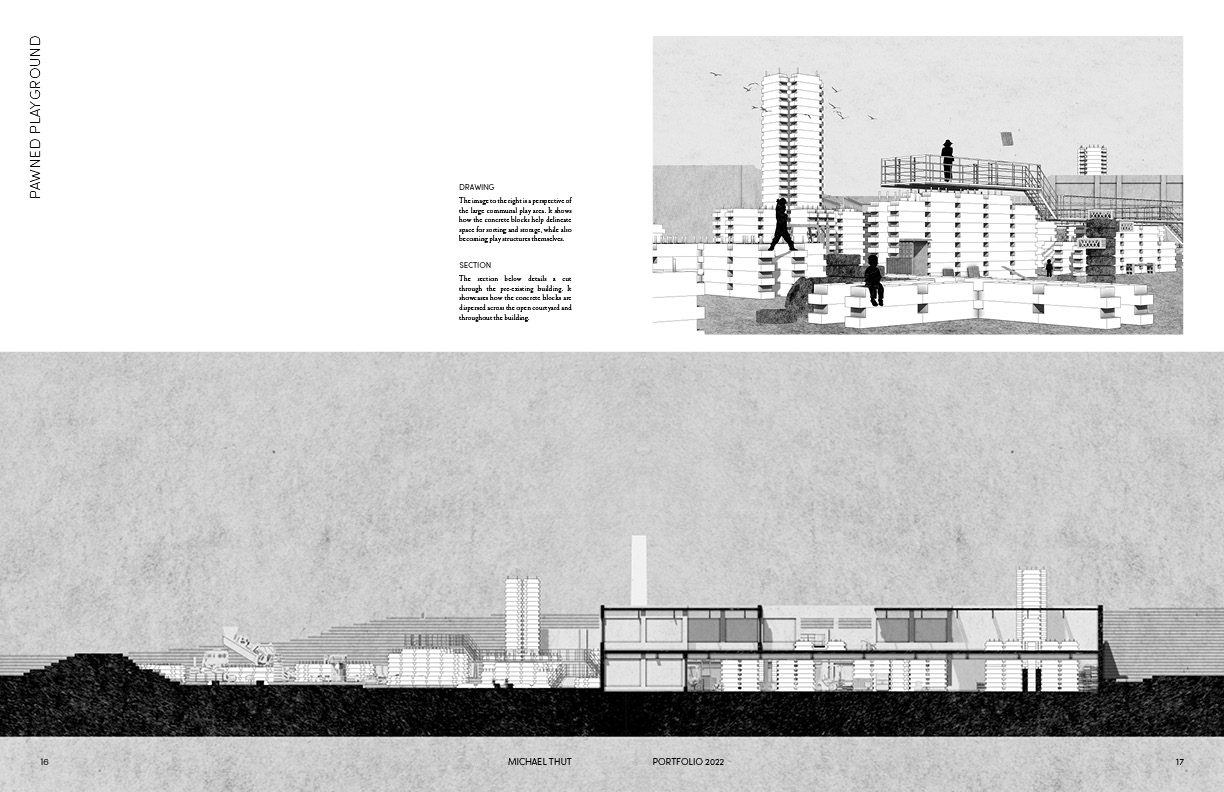 PAWNED PLAYGROUND
DRAWING
The image to the right is a perspective of
the large communal play area. It shows
how the concrete blocks help delineate
space for sorting and storage, while also
becoming play structures themselves.
SECTION
The section below details a cut
through the pre-existing building. It
showcases how the concrete blocks are
dispersed across the open courtyard and
throughout the building.
16
MICHAEL THUT
PORTFOLIO 2022
17